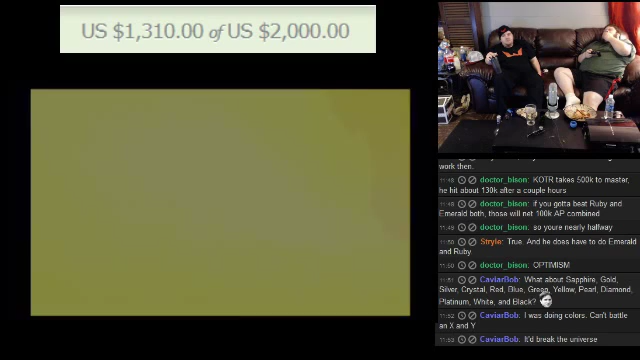 US $1,310.00 of US $2,000.00
work then.
11:48 doctor_bison: KOTR takes 500k to master,
he hit about 130k after a couple hours
11:48 doctor_bison: if you gotta beat Ruby and
Emerald both, those will net 100k AP combined
11:48 doctor_bison: so youre nearly halfway
11:50 Stryle: True. And he does have to do Emerald
and Ruby
11:50 doctor_bison: OPTIMISM
11:51 CaviarBob: What about Sapphire, Gold,
Silver, Crystal, Red, Blue, Green, Yellow, Pearl, Diamond,
Platinum, White, and Black?
11:52 CaviarBob: I was doing colors. Can't battle
an X and Y
11:53 CaviarBob: It'd break the universe